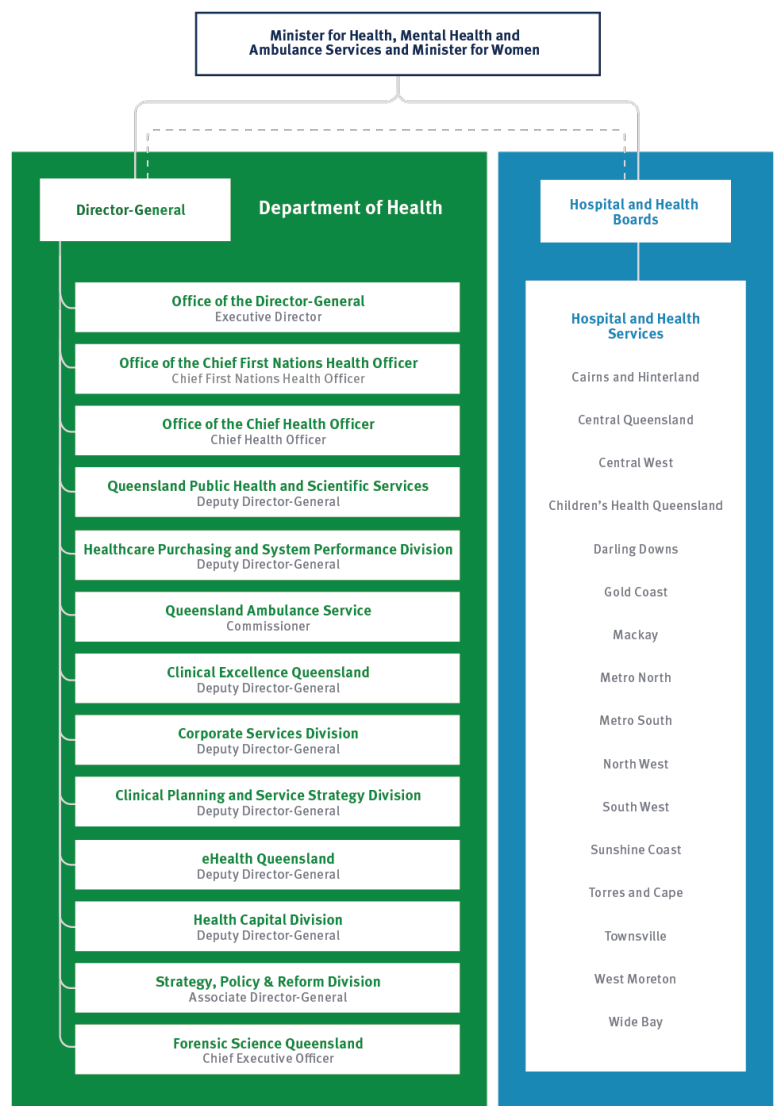 Minister for Health, Mental Health and
Ambulance Services and Minister for Women
Director-General
Department of Health
Office of the Director-General
Executive Director
Office of the Chief First Nations Health Officer
Chief First Nations Health Officer
Office of the Chief Health Officer
Chief Health Officer
Queensland Public Health and Scientific Services
Deputy Director-General
Healthcare Purchasing and System Performance Division
Deputy Director-General
Queensland Ambulance Service
Commissioner
Clinical Excellence Queensland
Deputy Director-General
Corporate Services Division
Deputy Director-General
Clinical Planning and Service Strategy Division
Deputy Director-General
eHealth Queensland
Deputy Director-General
Health Capital Division
Deputy Director-General
Strategy, Policy & Reform Division
Associate Director-General
Forensic Science Queensland
Chief Executive Officer
Hospital and Health
Boards
Hospital and Health
Services
Cairns and Hinterland
Central Queensland
Central West
Children’s Health Queensland
Darling Downs
Gold Coast
Mackay
Metro North
Metro South
North West
South West
Sunshine Coast
Torres and Cape
Townsville
West Moreton
Wide Bay